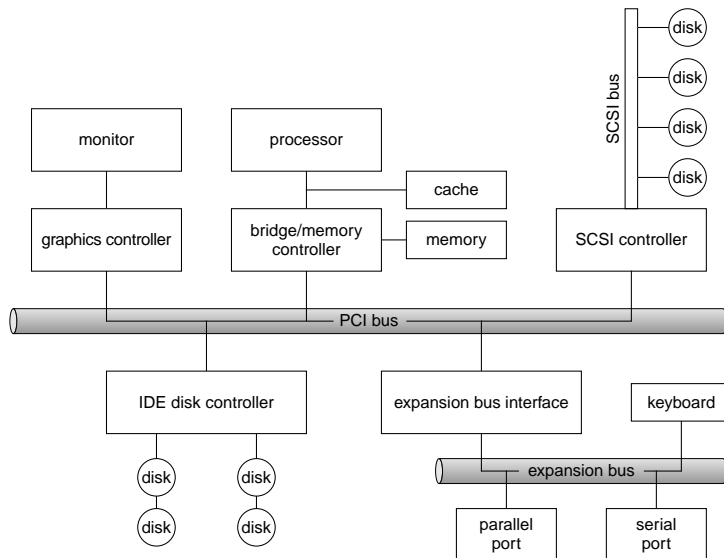 disk
disk
SCSI bus
disk
disk
monitor
processor
cache
graphics controller
bridge/memory
controller
memory
SCSI controller
PCI bus
IDE disk controller
expansion bus interface
keyboard
disk
disk
expansion bus
disk
disk
parallel
port
serial
port